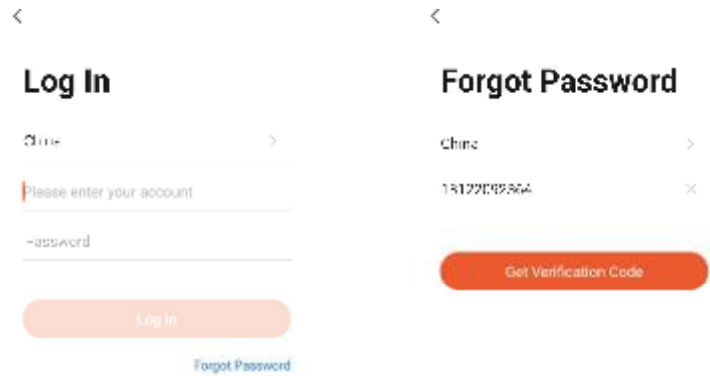 Log In
China
Please enter your account
Password
Log In
Forgot Password
Forgot Password
China
Get Verification Code